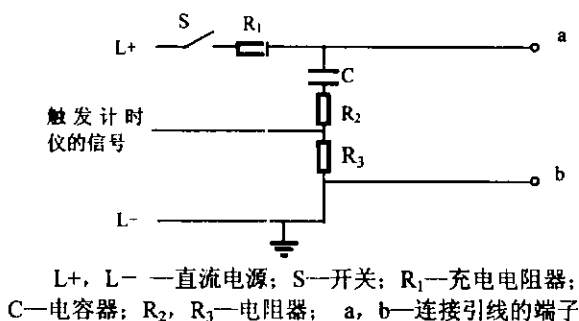 S
R₁
a
L+
C
R₂
触发计时
仪的信号
R₃
b
L−
L+，L− —直流电源；S—开关；R₁—充电电阻器；
C—电容器；R₂，R₃—电阻器； a，b—连接引线的端子